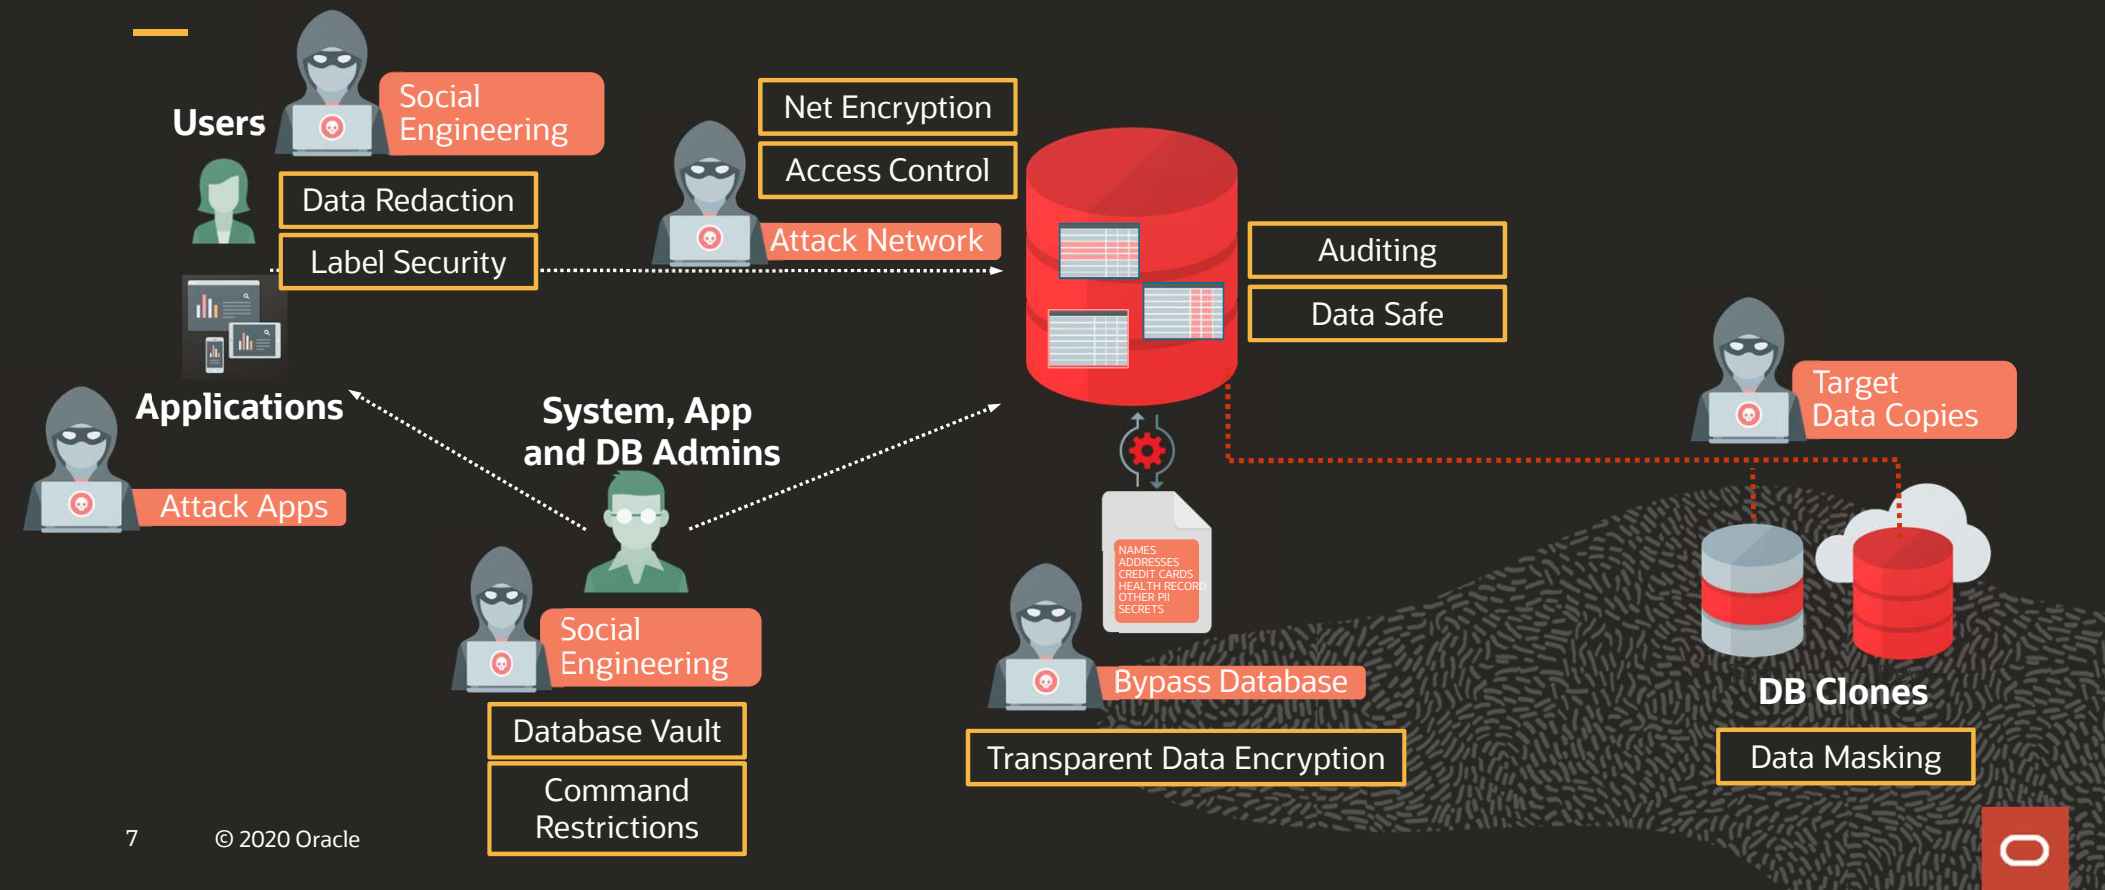 Users
Social
Engineering
Data Redaction
Label Security
Net Encryption
Access Control
Attack Network
Auditing
Data Safe
Target
Data Copies
Applications
Attack Apps
System, App
and DB Admins
Social
Engineering
Database Vault
Command
Restrictions
NAMES
ADDRESSES
CREDIT CARDS
HEALTH RECORD
OTHER PII
SECRETS
Bypass Database
Transparent Data Encryption
DB Clones
Data Masking
7
© 2020 Oracle